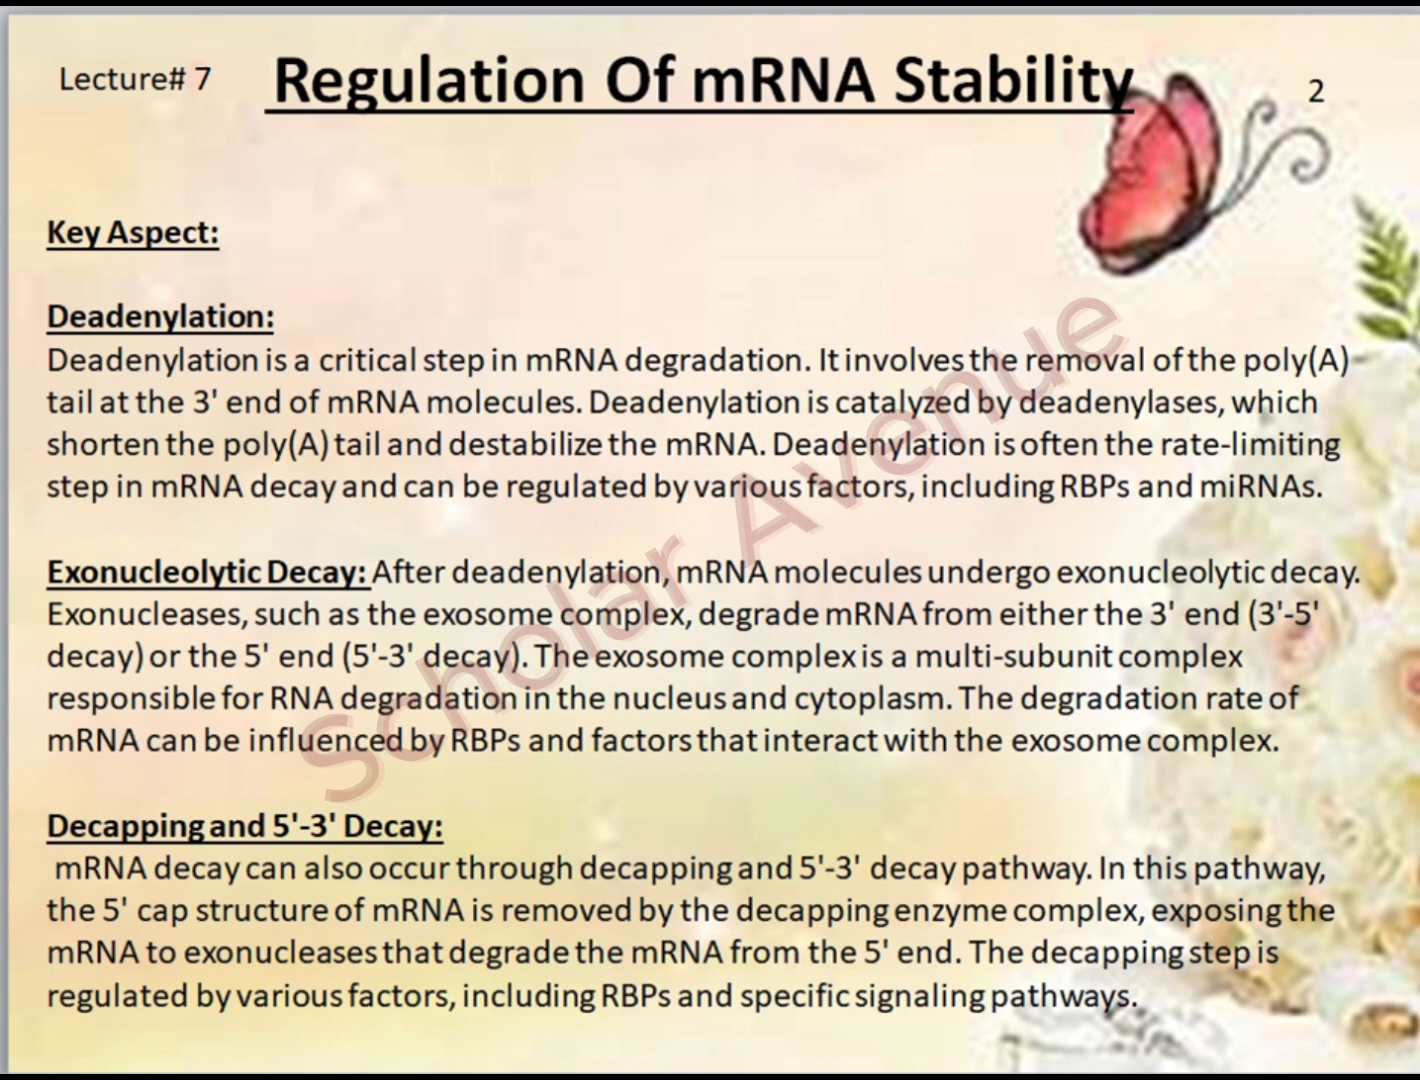 Lecture# 7
Regulation Of mRNA Stability
2
Key Aspect:
Deadenylation:
Deadenylation is a critical step in mRNA degradation. It involves the removal of the poly(A)
tail at the 3' end of mRNA molecules. Deadenylation is catalyzed by deadenylases, which
shorten the poly(A) tail and destabilize the mRNA. Deadenylation is often the rate-limiting
step in mRNA decay and can be regulated by various factors, including RBPs and miRNAs.
Exonucleolytic Decay: After deadenylation, mRNA molecules undergo exonucleolytic decay.
Exonucleases, such as the exosome complex, degrade mRNA from either the 3' end (3'-5'
decay) or the 5' end (5'-3' decay). The exosome complex is a multi-subunit complex
responsible for RNA degradation in the nucleus and cytoplasm. The degradation rate of
mRNA can be influenced by RBPs and factors that interact with the exosome complex.
Decapping and 5'-3' Decay:
mRNA decay can also occur through decapping and 5'-3' decay pathway. In this pathway,
the 5' cap structure of mRNA is removed by the decapping enzyme complex, exposing the
mRNA to exonucleases that degrade the mRNA from the 5' end. The decapping step is
regulated by various factors, including RBPs and specific signaling pathways.
Scholar Avenue